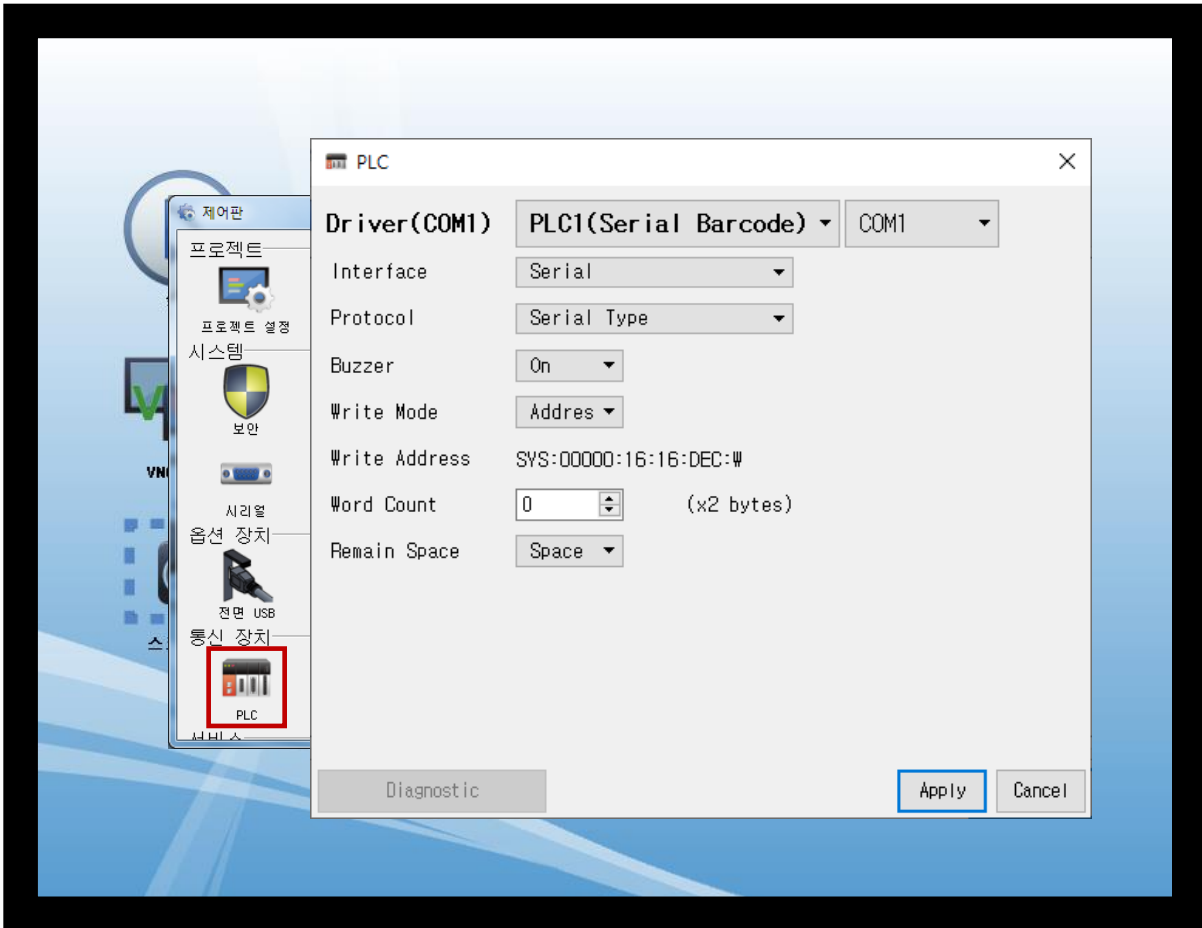 PLC
Driver(COM1) PLC1(Serial Barcode) COM1
Interface Serial
Protocol Serial Type
Buzzer On
Write Mode Addres
Write Address SYS:00000:16:16:DEC:₩
Word Count 0 (x2 bytes)
Remain Space Space
Diagnostic Apply Cancel
제어판
프로젝트
프로젝트 설정
시스템
보안
시리얼
옵션 장치
전면 USB
통신 장치
PLC
서비스